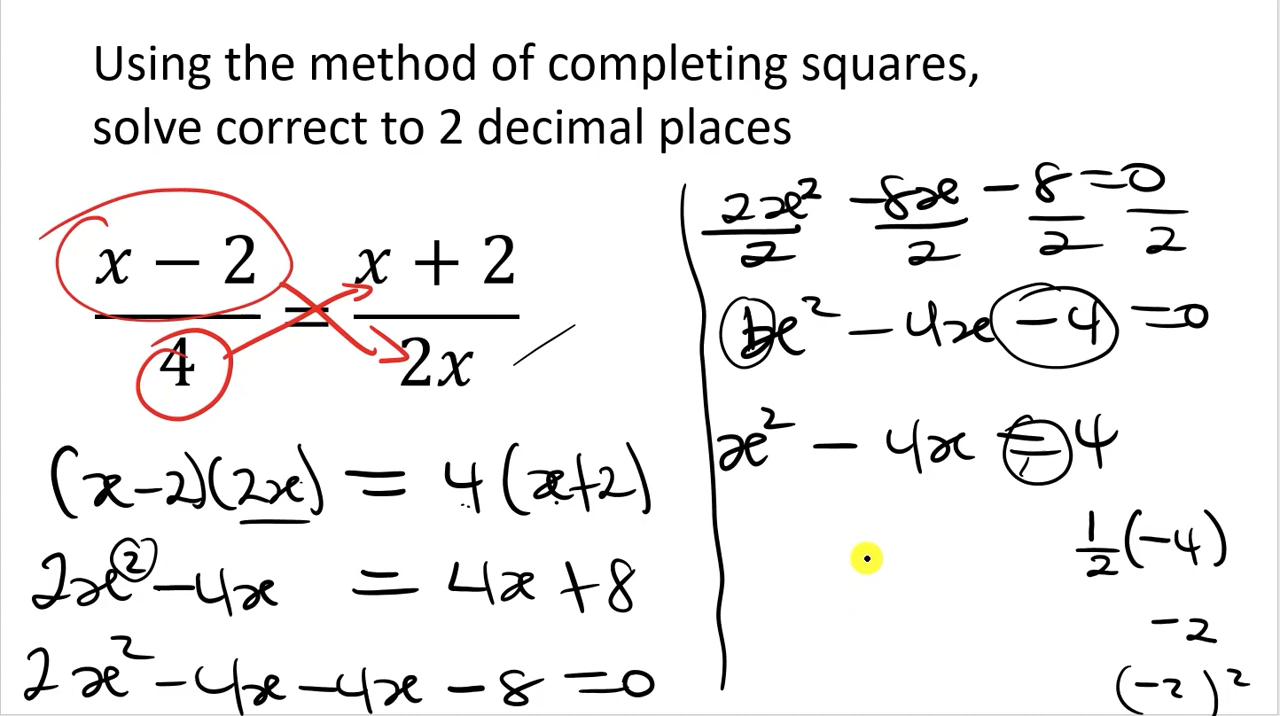 Using the method of completing squares,
solve correct to 2 decimal places
x − 2 / 4 = x + 2 / 2x
(x−2)(2x) = 4(x+2)
2x² −4x = 4x +8
2x² −4x −4x −8 =0
2x²/2 −8x/2 −8/2 =0/2
1x² −4x −4 =0
x² − 4x = 4
1/2(−4)
−2
(−2)²